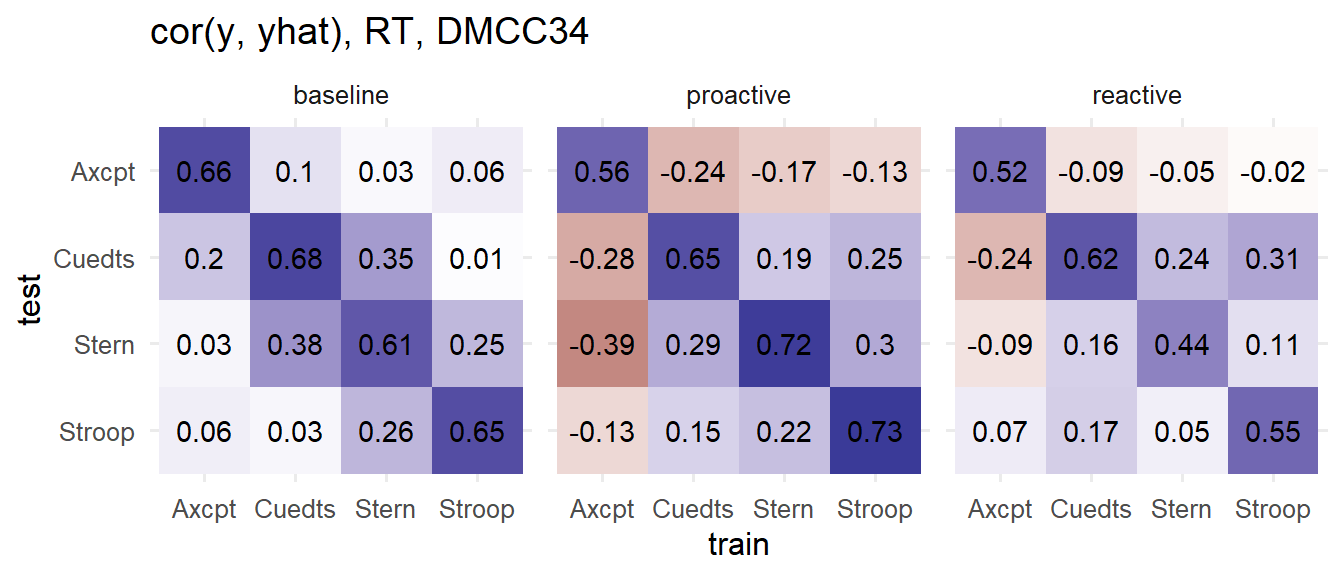 cor(y, yhat), RT, DMCC34
baseline proactive reactive
Axcpt 0.66 0.1 0.03 0.06 0.56 -0.24 -0.17 -0.13 0.52 -0.09 -0.05 -0.02
Cuedts 0.2 0.68 0.35 0.01 -0.28 0.65 0.19 0.25 -0.24 0.62 0.24 0.31
test
Stern 0.03 0.38 0.61 0.25 -0.39 0.29 0.72 0.3 -0.09 0.16 0.44 0.11
Stroop 0.06 0.03 0.26 0.65 -0.13 0.15 0.22 0.73 0.07 0.17 0.05 0.55
Axcpt Cuedts Stern Stroop Axcpt Cuedts Stern Stroop Axcpt Cuedts Stern Stroop
train